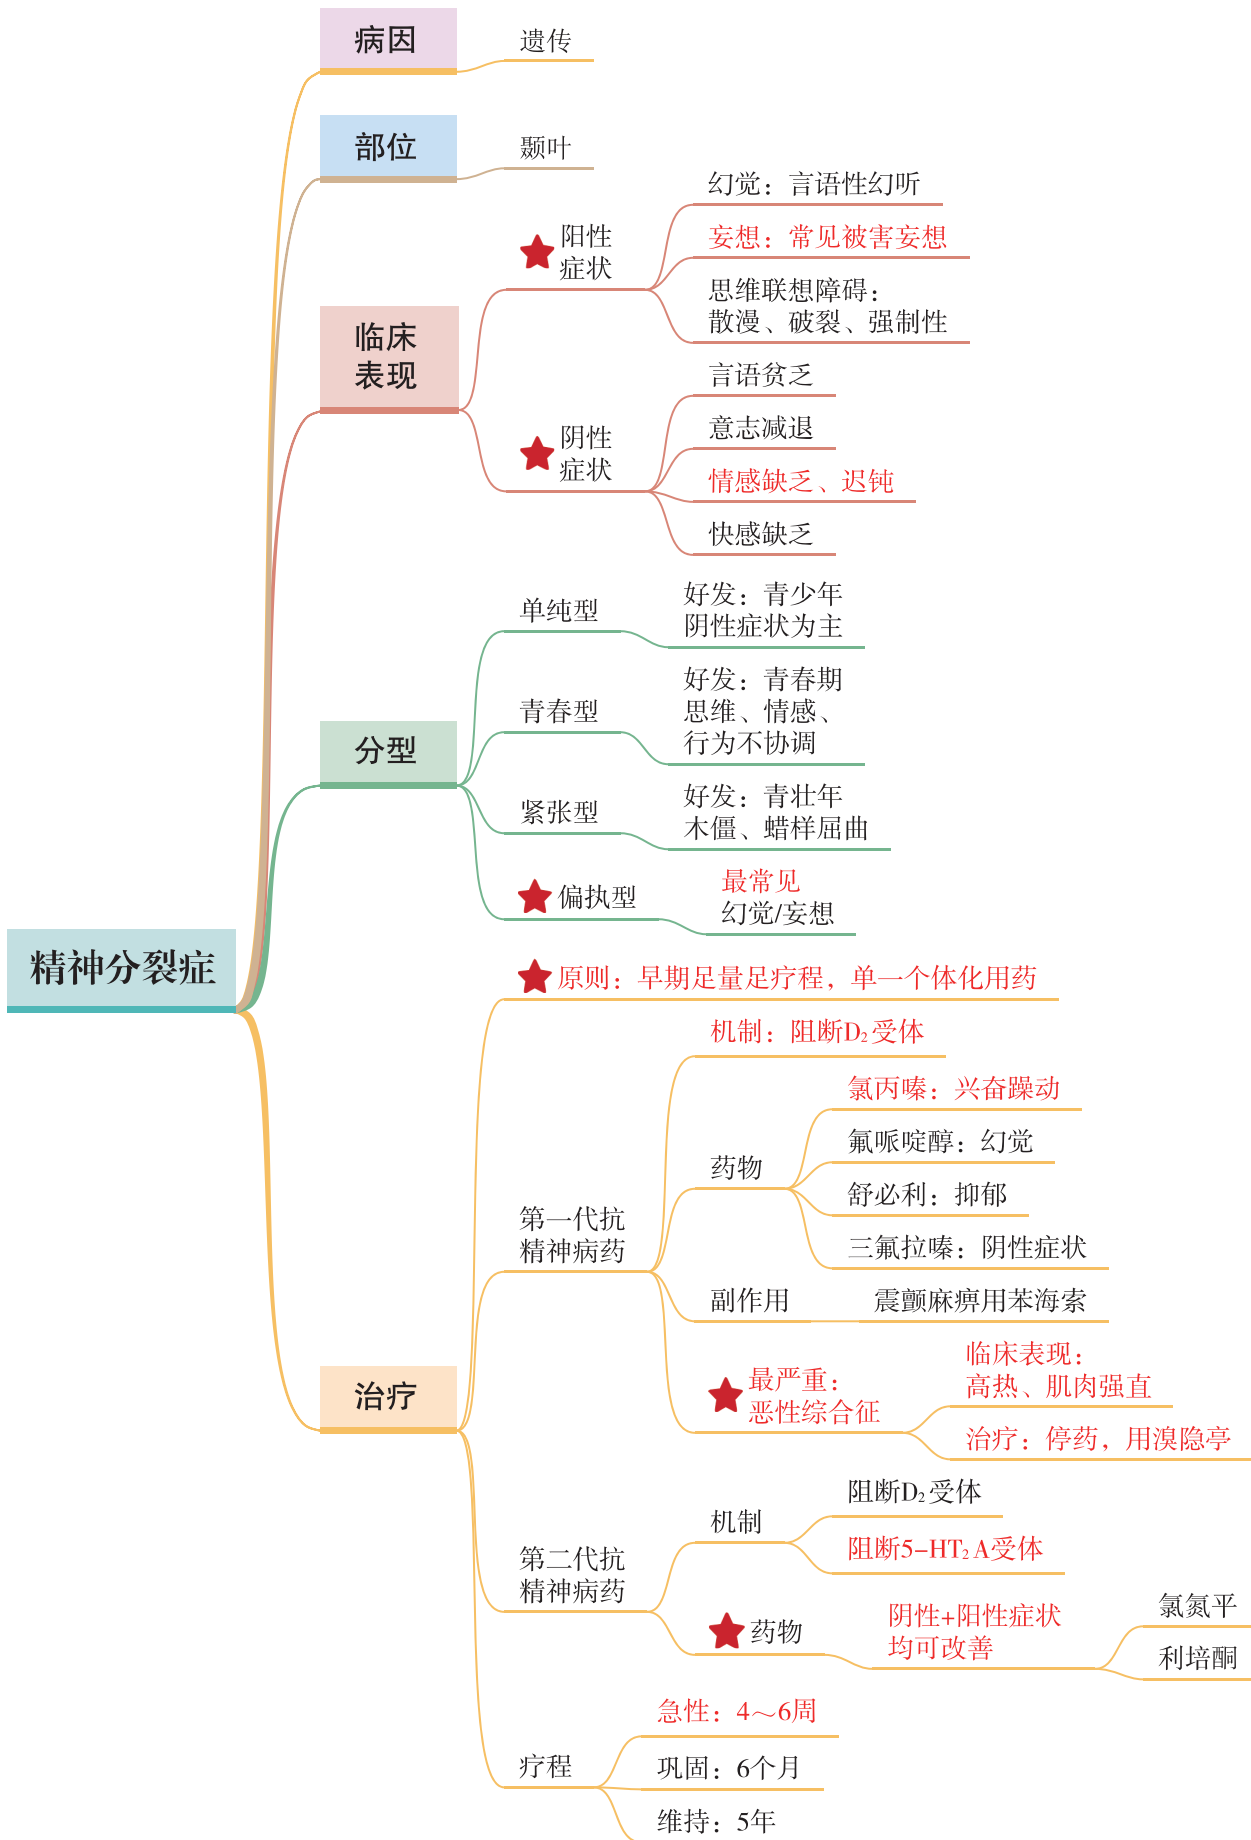 精神分裂症
病因
遗传
部位
颞叶
临床
表现
阳性
症状
幻觉：言语性幻听
妄想：常见被害妄想
思维联想障碍：
散漫、破裂、强制性
阴性
症状
言语贫乏
意志减退
情感缺乏、迟钝
快感缺乏
分型
单纯型
好发：青少年
阴性症状为主
青春型
好发：青春期
思维、情感、
行为不协调
紧张型
好发：青壮年
木僵、蜡样屈曲
偏执型
最常见
幻觉/妄想
治疗
原则：早期足量足疗程，单一个体化用药
第一代抗
精神病药
机制：阻断D₂受体
药物
氯丙嗪：兴奋躁动
氟哌啶醇：幻觉
舒必利：抑郁
三氟拉嗪：阴性症状
副作用
震颤麻痹用苯海索
最严重：
恶性综合征
临床表现：
高热、肌肉强直
治疗：停药，用溴隐亭
第二代抗
精神病药
机制
阻断D₂受体
阻断5-HT₂A受体
药物
阴性+阳性症状
均可改善
氯氮平
利培酮
疗程
急性：4～6周
巩固：6个月
维持：5年